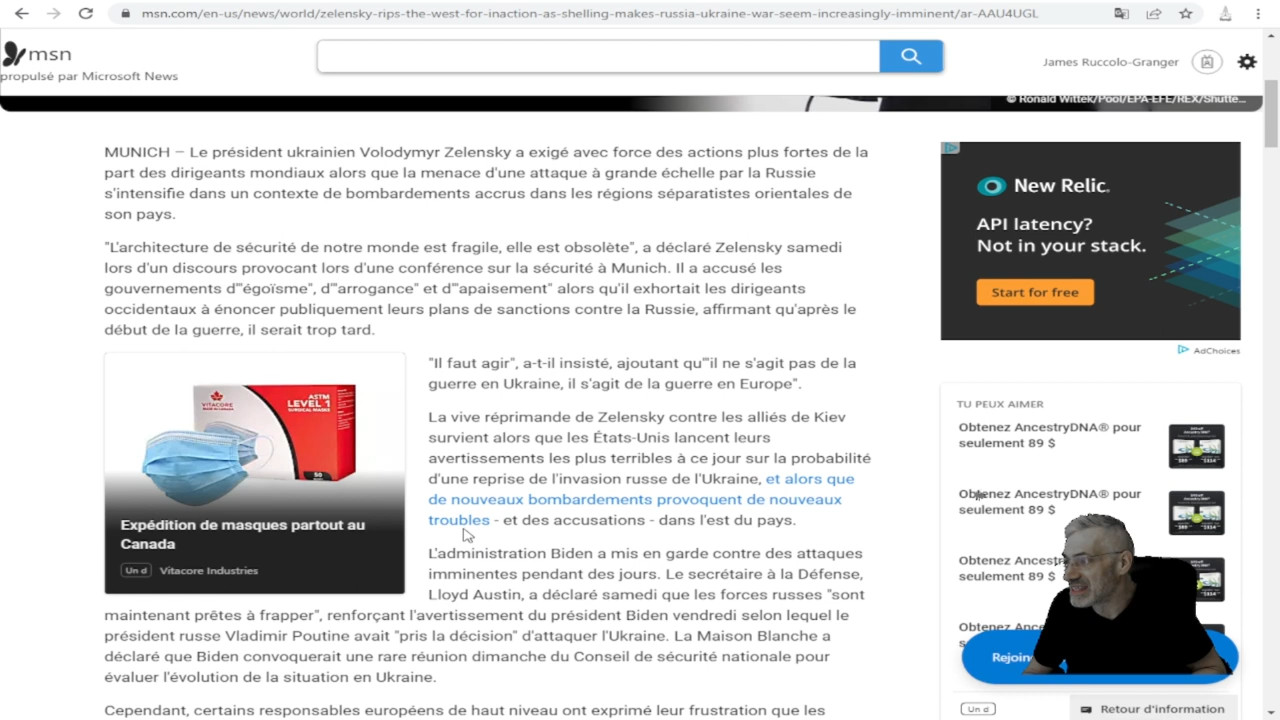 msn.com/en-us/news/world/zelensky-rips-the-west-for-inaction-as-shelling-makes-russia-ukraine-war-seem-increasingly-imminent/ar-AAU4UGL
msn
propulsé par Microsoft News
James Ruccolo-Granger
© Ronald Wittek/Pool/EPA-EFE/REX/Shutte...
MUNICH – Le président ukrainien Volodymyr Zelensky a exigé avec force des actions plus fortes de la
part des dirigeants mondiaux alors que la menace d'une attaque à grande échelle par la Russie
s'intensifie dans un contexte de bombardements accrus dans les régions séparatistes orientales de
son pays.
"L'architecture de sécurité de notre monde est fragile, elle est obsolète", a déclaré Zelensky samedi
lors d'un discours provocant lors d'une conférence sur la sécurité à Munich. Il a accusé les
gouvernements d'"égoïsme", d'"arrogance" et d'"apaisement" alors qu'il exhortait les dirigeants
occidentaux à énoncer publiquement leurs plans de sanctions contre la Russie, affirmant qu'après le
début de la guerre, il serait trop tard.
VITACORE
ASTM
LEVEL 1
SURGICAL MASKS
50
Expédition de masques partout au
Canada
Un d
Vitacore Industries
"Il faut agir", a-t-il insisté, ajoutant qu'"il ne s'agit pas de la
guerre en Ukraine, il s'agit de la guerre en Europe".
La vive réprimande de Zelensky contre les alliés de Kiev
survient alors que les États-Unis lancent leurs
avertissements les plus terribles à ce jour sur la probabilité
d'une reprise de l'invasion russe de l'Ukraine, et alors que
de nouveaux bombardements provoquent de nouveaux
troubles - et des accusations - dans l'est du pays.
L'administration Biden a mis en garde contre des attaques
imminentes pendant des jours. Le secrétaire à la Défense,
Lloyd Austin, a déclaré samedi que les forces russes "sont
maintenant prêtes à frapper", renforçant l'avertissement du président Biden vendredi selon lequel le
président russe Vladimir Poutine avait "pris la décision" d'attaquer l'Ukraine. La Maison Blanche a
déclaré que Biden convoquerait une rare réunion dimanche du Conseil de sécurité nationale pour
évaluer l'évolution de la situation en Ukraine.
Cependant, certains responsables européens de haut niveau ont exprimé leur frustration que les
New Relic.
API latency?
Not in your stack.
Start for free
AdChoices
TU PEUX AIMER
Obtenez AncestryDNA® pour
seulement 89 $
Obtenez AncestryDNA® pour
seulement 89 $
Obtenez Ancestry
seulement 89 $
Obtenez Ance
Rejoin
Un d
Retour d'information